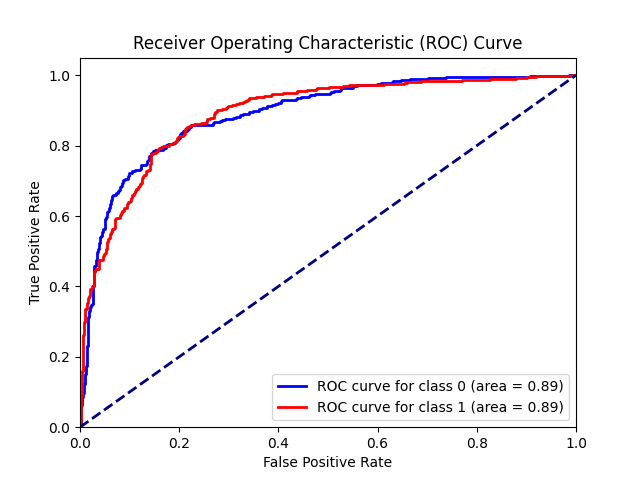 Receiver Operating Characteristic (ROC) Curve
1.0
0.8
0.6
0.4
0.2
0.0
True Positive Rate
ROC curve for class 0 (area = 0.89)
ROC curve for class 1 (area = 0.89)
0.0 0.2 0.4 0.6 0.8 1.0
False Positive Rate